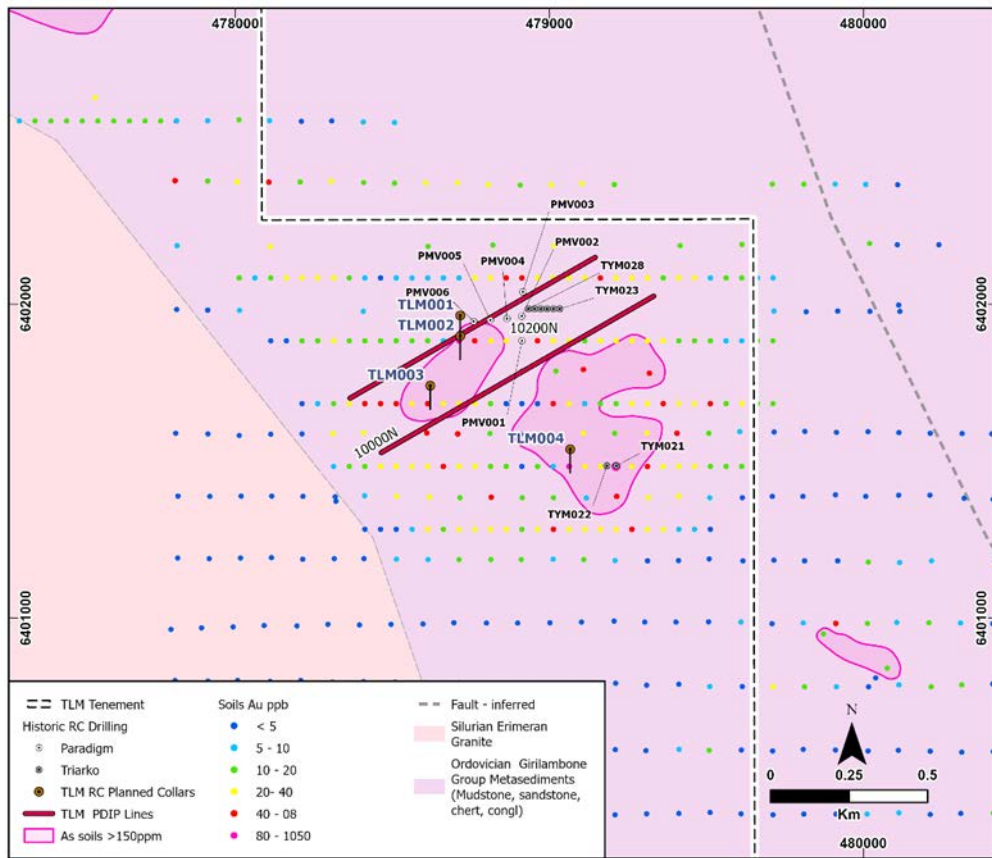 478000
479000
480000
PMV003
PMV002
PMV005
PMV004
TYM028
TYM023
PMV006
TLM001
6402000
6402000
10200N
TLM002
TLM003
PMV001
TLM004
10000N
TYM021
TYM022
6401000
6401000
TLM Tenement
Historic RC Drilling
Paradigm
Triarko
TLM RC Planned Collars
TLM PDIP Lines
As soils >150ppm
Soils Au ppb
< 5
5 - 10
10 - 20
20- 40
40 - 08
80 - 1050
Fault - inferred
Silurian Erimeran
Granite
Ordovician Girilambone
Group Metasediments
(Mudstone, sandstone,
chert, congl)
N
0 0.25 0.5
Km
480000